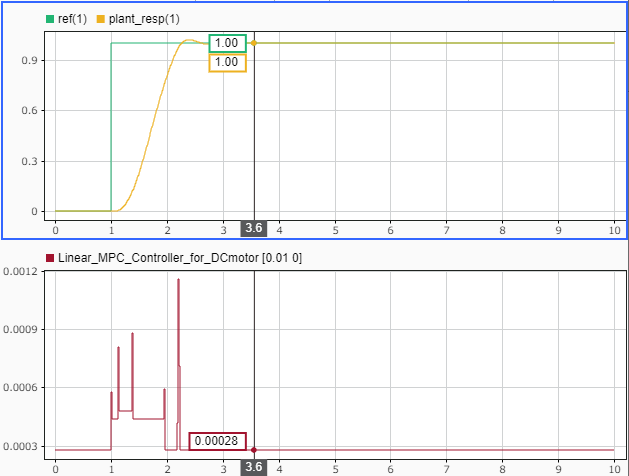 ref(1) plant_resp(1)
1.00
0.9
1.00
0.6
0.3
0
0 1 2 3 3.6 4 5 6 7 8 9 10
Linear_MPC_Controller_for_DCmotor [0.01 0]
0.0012
0.0009
0.0006
0.00028
0.0003
0 1 2 3 3.6 4 5 6 7 8 9 10